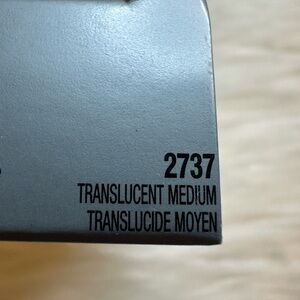 2737
TRANSLUCENT MEDIUM
TRANSLUCIDE MOYEN